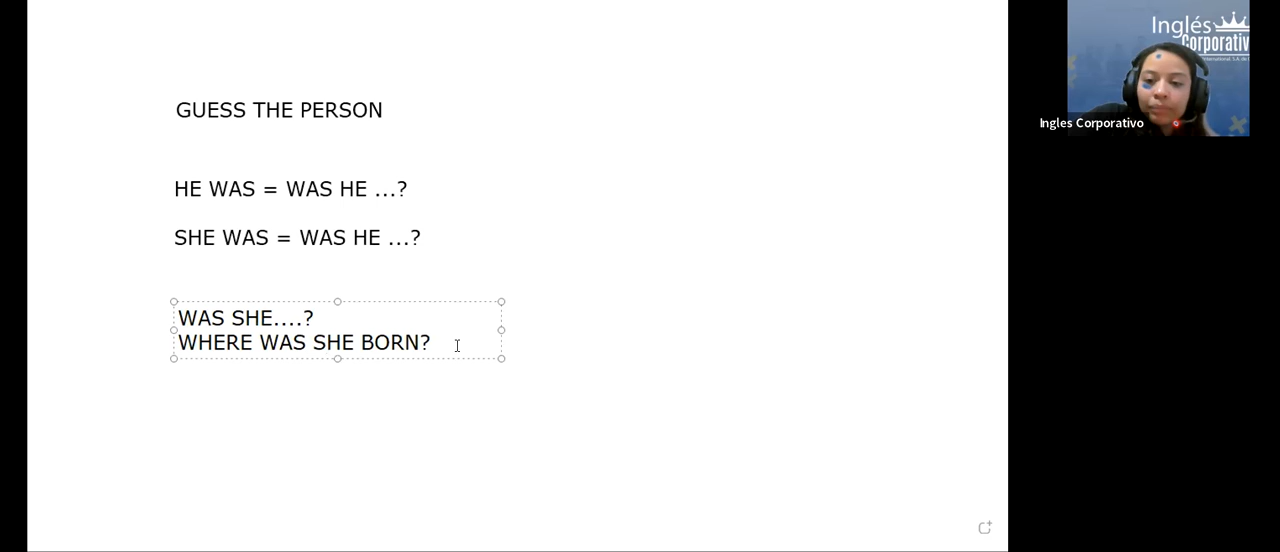 GUESS THE PERSON
HE WAS = WAS HE ...?
SHE WAS = WAS HE ...?
WAS SHE....?
WHERE WAS SHE BORN?
Inglés
Corporativ
Ingles Corporativo